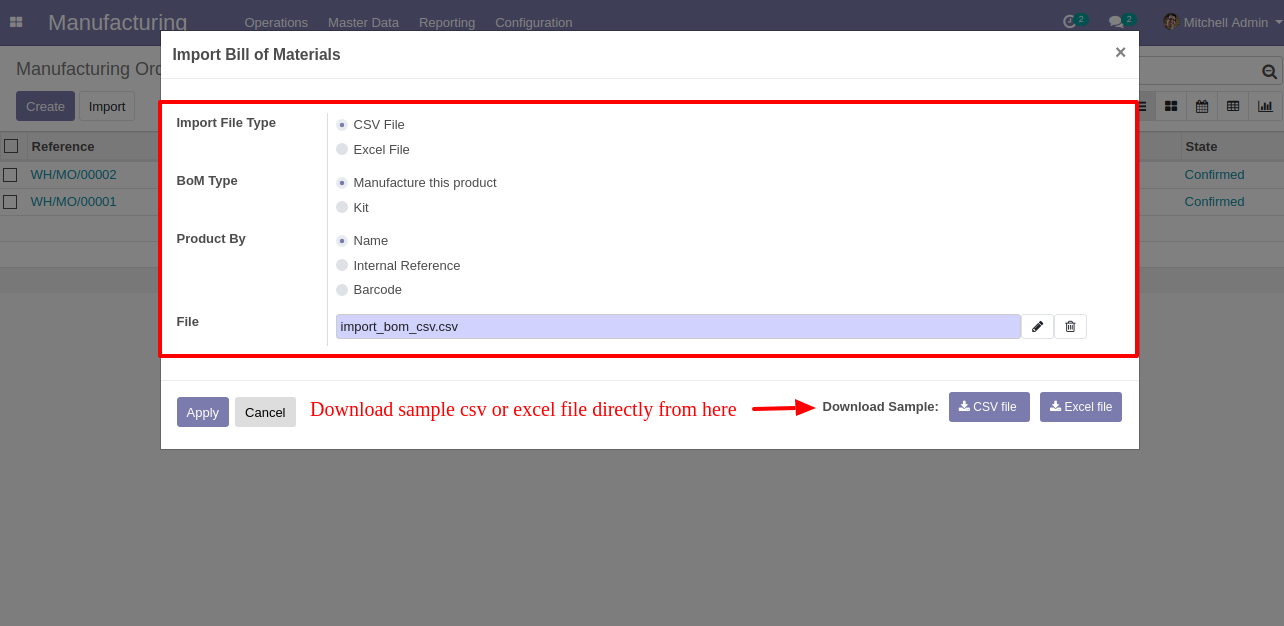 Manufacturing Operations Master Data Reporting Configuration 2 2 Mitchell Admin
Import Bill of Materials ×
Manufacturing Ord
Create Import
Import File Type CSV File
Excel File
Reference State
WH/MO/00002 Confirmed
BoM Type Manufacture this product
WH/MO/00001 Confirmed
Kit
Product By Name
Internal Reference
Barcode
File import_bom_csv.csv
Apply Cancel Download sample csv or excel file directly from here Download Sample: CSV file Excel file